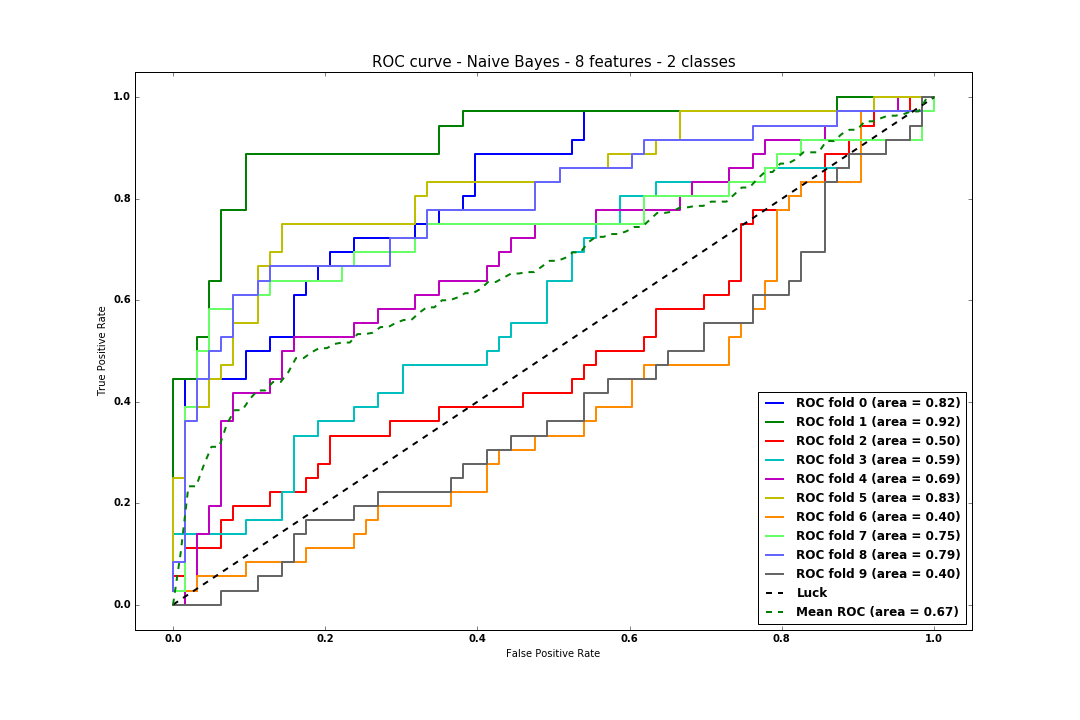 ROC curve - Naive Bayes - 8 features - 2 classes
1.0
0.8
0.6
0.4
0.2
0.0
True Positive Rate
0.0 0.2 0.4 0.6 0.8 1.0
False Positive Rate
ROC fold 0 (area = 0.82)
ROC fold 1 (area = 0.92)
ROC fold 2 (area = 0.50)
ROC fold 3 (area = 0.59)
ROC fold 4 (area = 0.69)
ROC fold 5 (area = 0.83)
ROC fold 6 (area = 0.40)
ROC fold 7 (area = 0.75)
ROC fold 8 (area = 0.79)
ROC fold 9 (area = 0.40)
Luck
Mean ROC (area = 0.67)